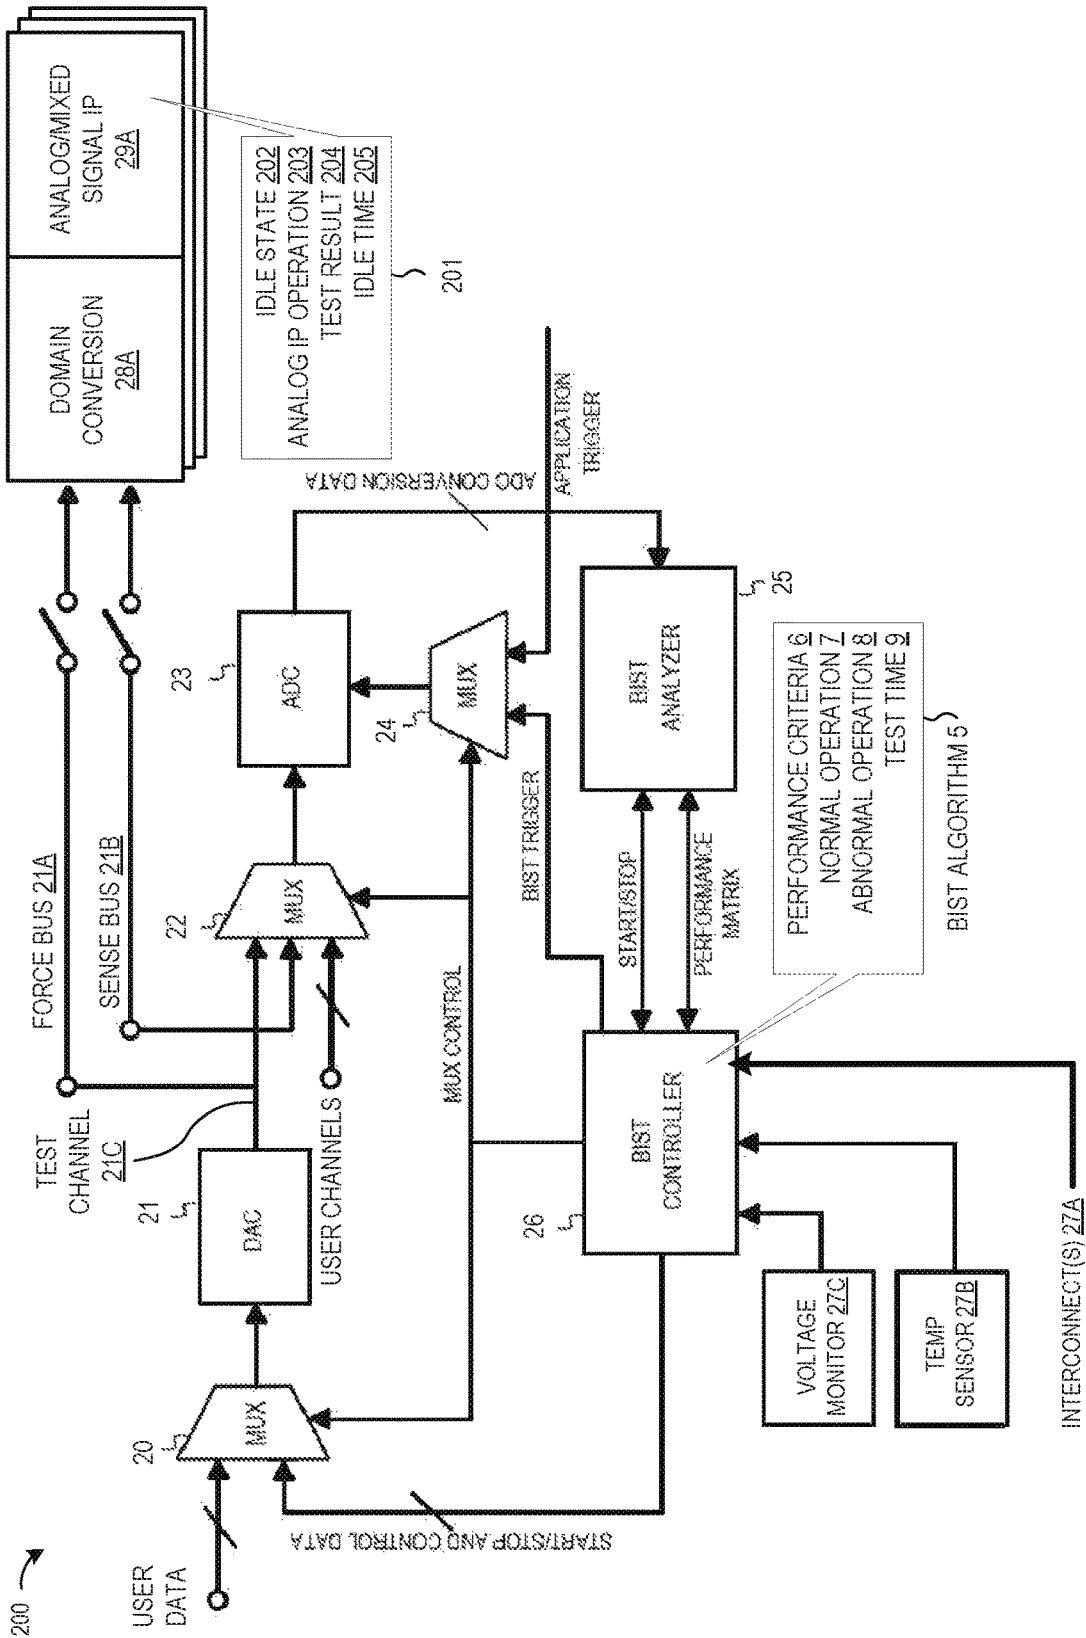 200
USER
DATA
20
MUX
START/STOP AND CONTROL DATA
TEST
CHANNEL
21C
21
DAC
USER CHANNELS
FORCE BUS 21A
SENSE BUS 21B
22
MUX
MUX CONTROL
23
ADC
24
MUX
BIST TRIGGER
ADC CONVERSION DATA
APPLICATION
TRIGGER
DOMAIN
CONVERSION
28A
ANALOG/MIXED
SIGNAL IP
29A
IDLE STATE 202
ANALOG IP OPERATION 203
TEST RESULT 204
IDLE TIME 205
201
26
BIST
CONTROLLER
START/STOP
PERFORMANCE
MATRIX
BIST
ANALYZER
25
PERFORMANCE CRITERIA 6
NORMAL OPERATION 7
ABNORMAL OPERATION 8
TEST TIME 9
BIST ALGORITHM 5
VOLTAGE
MONITOR 27C
TEMP
SENSOR 27B
INTERCONNECT(S) 27A